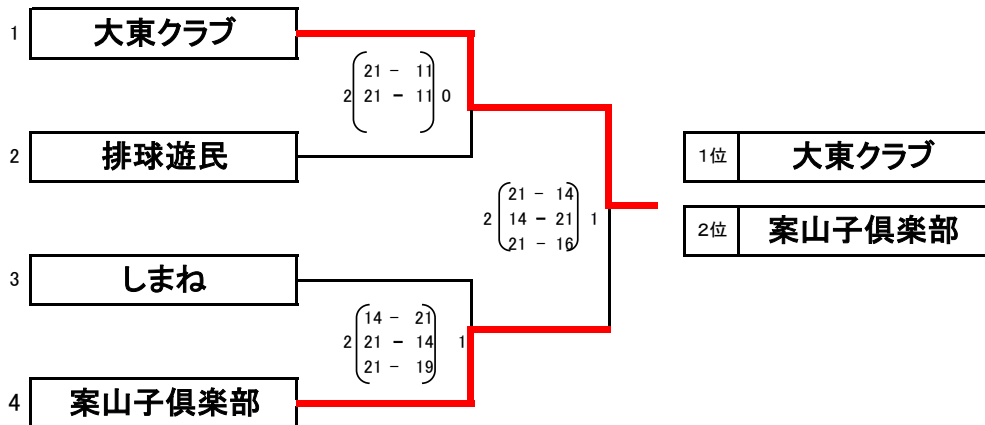 1 大東クラブ
21 - 11
2 21 - 11 0
2 排球遊民
1位 大東クラブ
21 - 14
2 14 - 21 1
21 - 16
2位 案山子倶楽部
3 しまね
14 - 21
2 21 - 14 1
21 - 19
4 案山子倶楽部